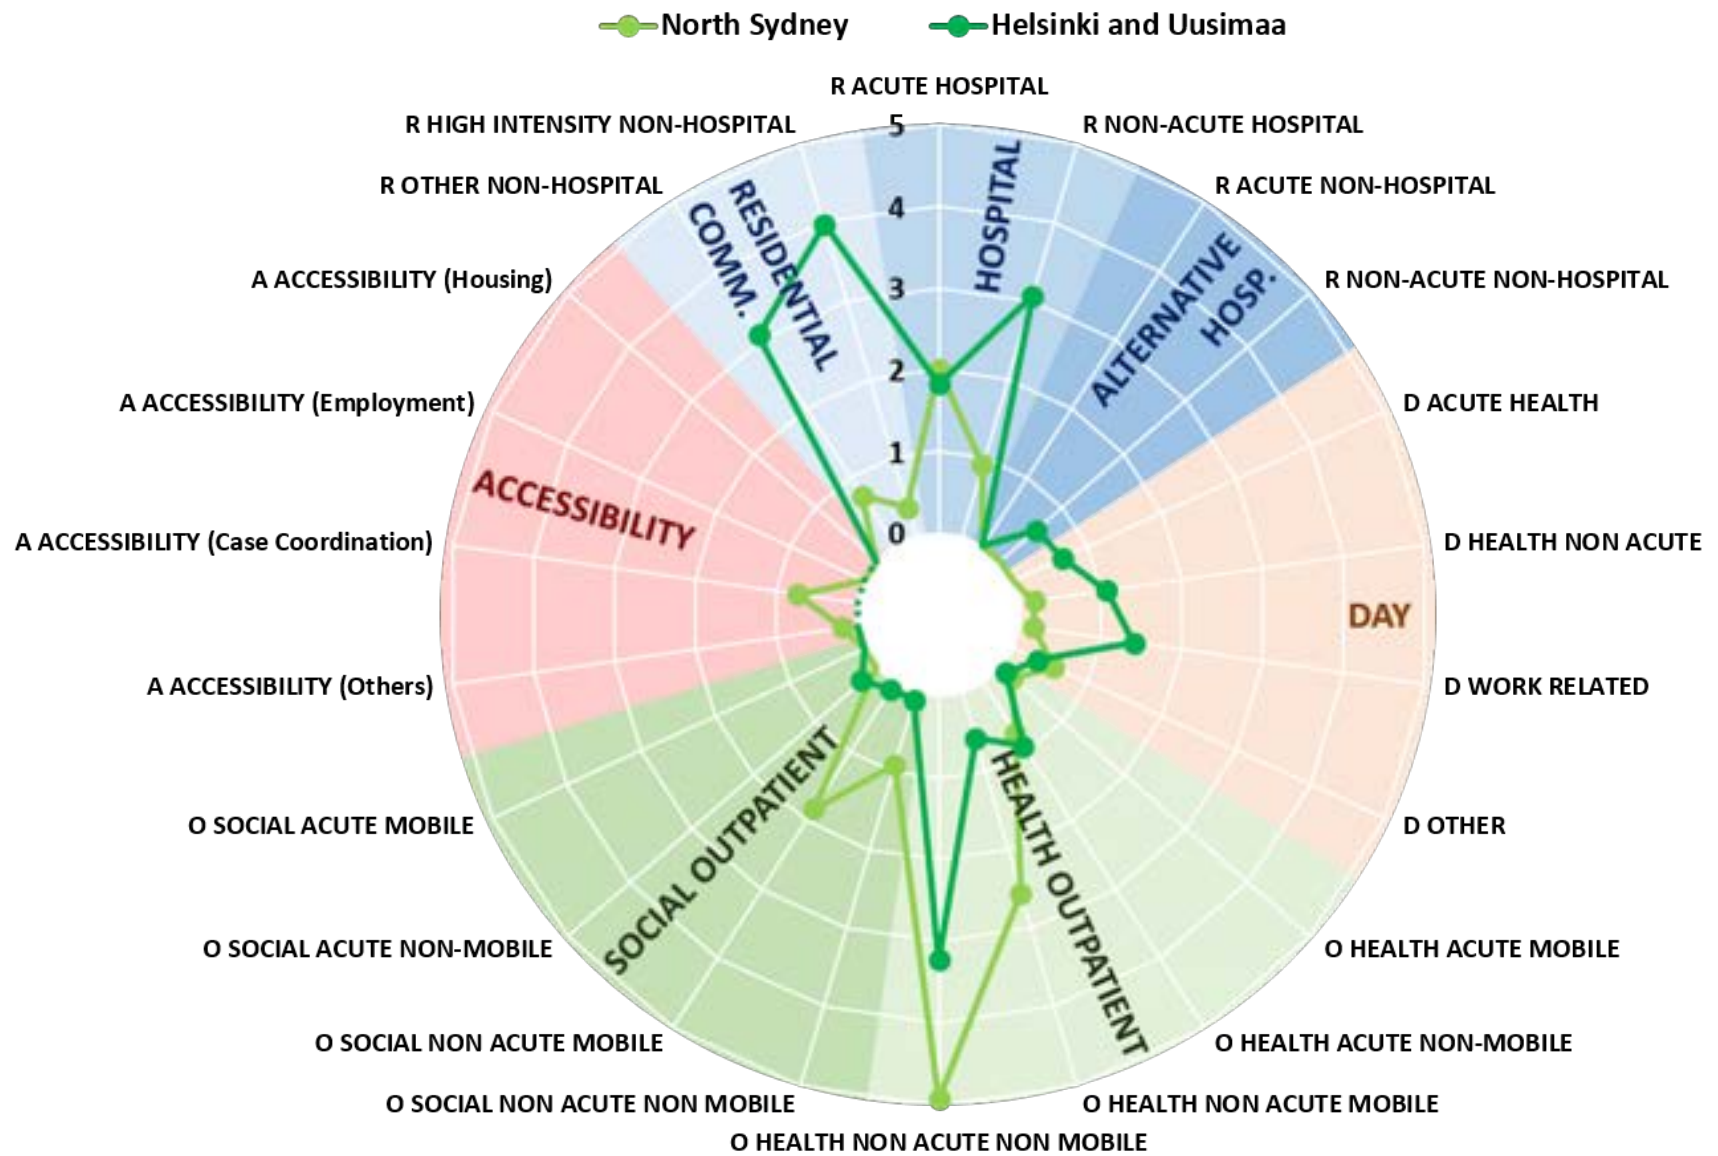 North Sydney
Helsinki and Uusimaa
R ACUTE HOSPITAL
R HIGH INTENSITY NON-HOSPITAL
R NON-ACUTE HOSPITAL
R OTHER NON-HOSPITAL
R ACUTE NON-HOSPITAL
A ACCESSIBILITY (Housing)
R NON-ACUTE NON-HOSPITAL
A ACCESSIBILITY (Employment)
D ACUTE HEALTH
A ACCESSIBILITY (Case Coordination)
D HEALTH NON ACUTE
A ACCESSIBILITY (Others)
D WORK RELATED
O SOCIAL ACUTE MOBILE
D OTHER
O SOCIAL ACUTE NON-MOBILE
O HEALTH ACUTE MOBILE
O SOCIAL NON ACUTE MOBILE
O HEALTH ACUTE NON-MOBILE
O SOCIAL NON ACUTE NON MOBILE
O HEALTH NON ACUTE MOBILE
O HEALTH NON ACUTE NON MOBILE
5
4
3
2
1
0
RESIDENTIAL
COMM.
HOSPITAL
ALTERNATIVE
HOSP.
ACCESSIBILITY
DAY
SOCIAL OUTPATIENT
HEALTH OUTPATIENT